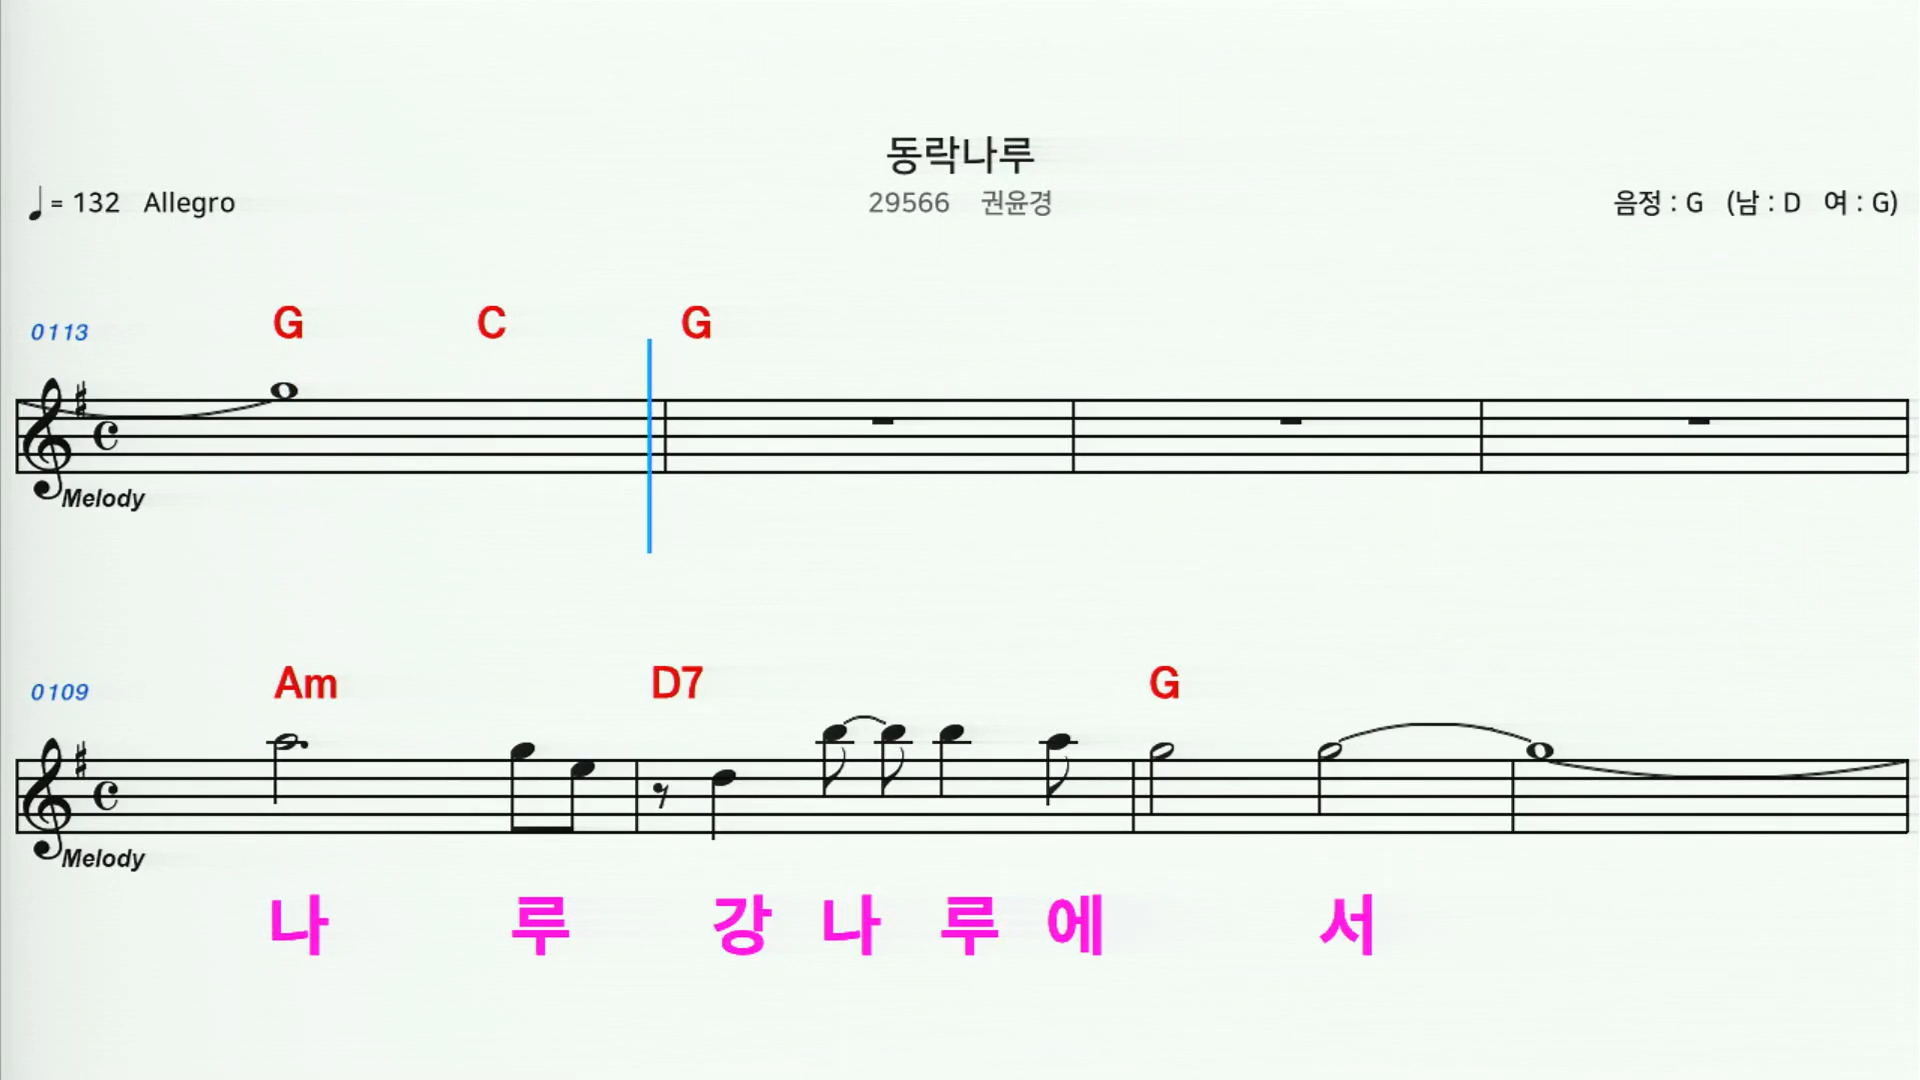 동락나루
♩= 132 Allegro
29566 권윤경
음정 : G (남 : D 여 : G)
0113
G C G
Melody
0109
Am D7 G
Melody
나 루 강 나 루 에 서